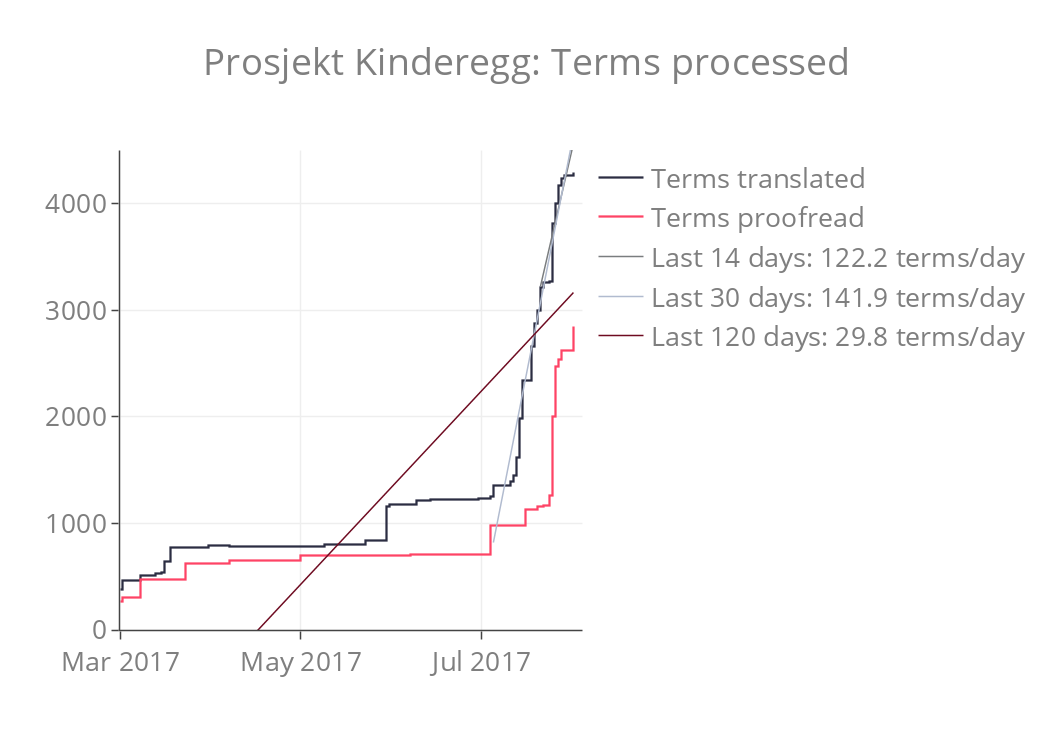 Prosjekt Kinderegg: Terms processed
Terms translated
Terms proofread
Last 14 days: 122.2 terms/day
Last 30 days: 141.9 terms/day
Last 120 days: 29.8 terms/day
4000
3000
2000
1000
0
Mar 2017
May 2017
Jul 2017